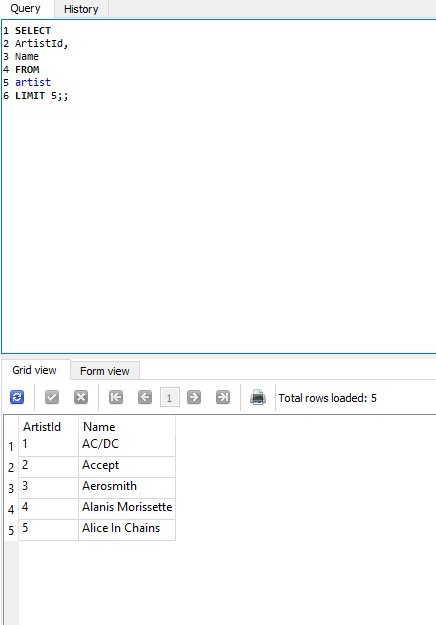 Query History
1 SELECT
2 ArtistId,
3 Name
4 FROM
5 artist
6 LIMIT 5;;
Grid view Form view
1 Total rows loaded: 5
ArtistId Name
1 1 AC/DC
2 2 Accept
3 3 Aerosmith
4 4 Alanis Morissette
5 5 Alice In Chains